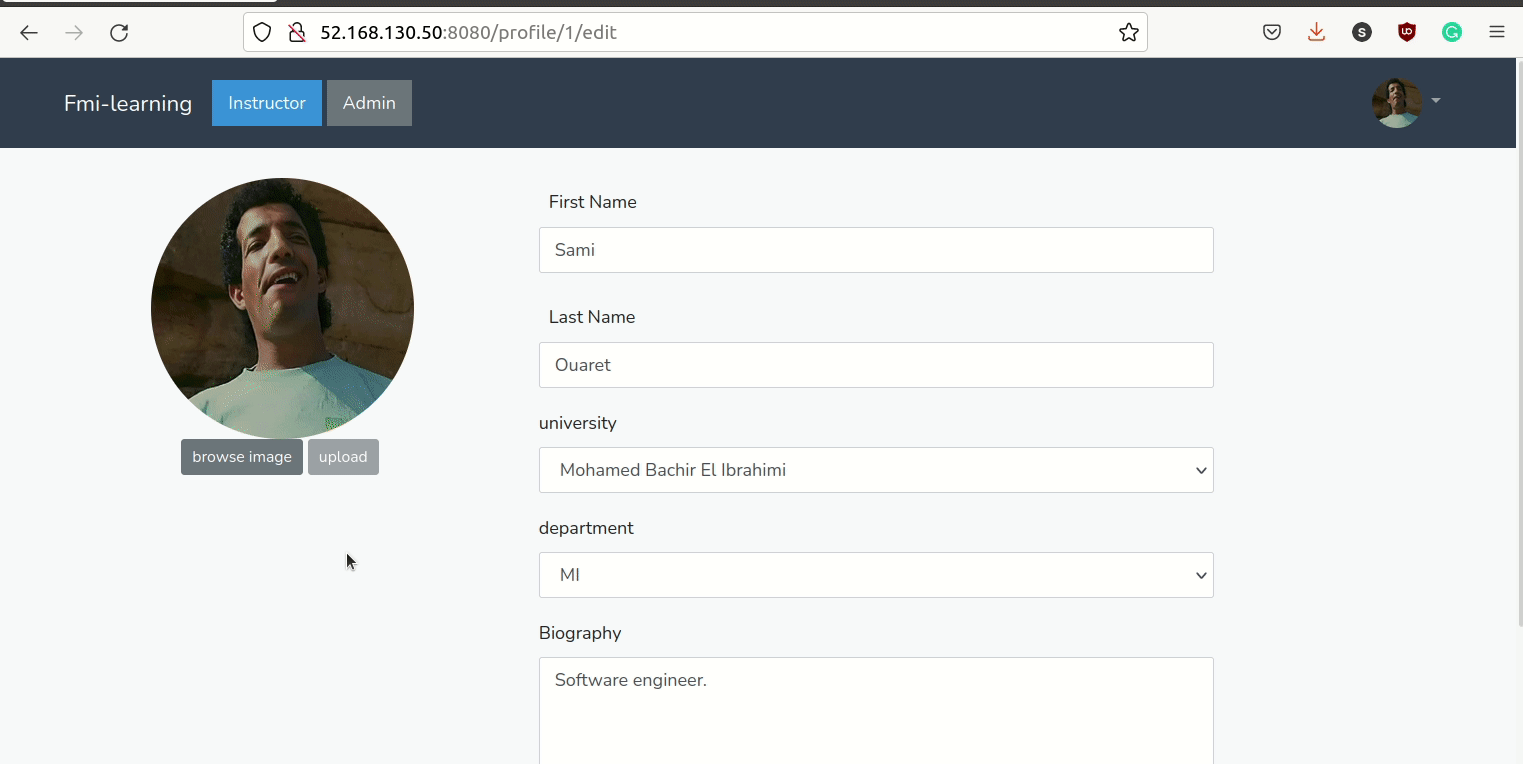 52.168.130.50:8080/profile/1/edit
S
Fmi-learning Instructor Admin
First Name
Sami
Last Name
Ouaret
browse image upload
university
Mohamed Bachir El Ibrahimi
department
MI
Biography
Software engineer.